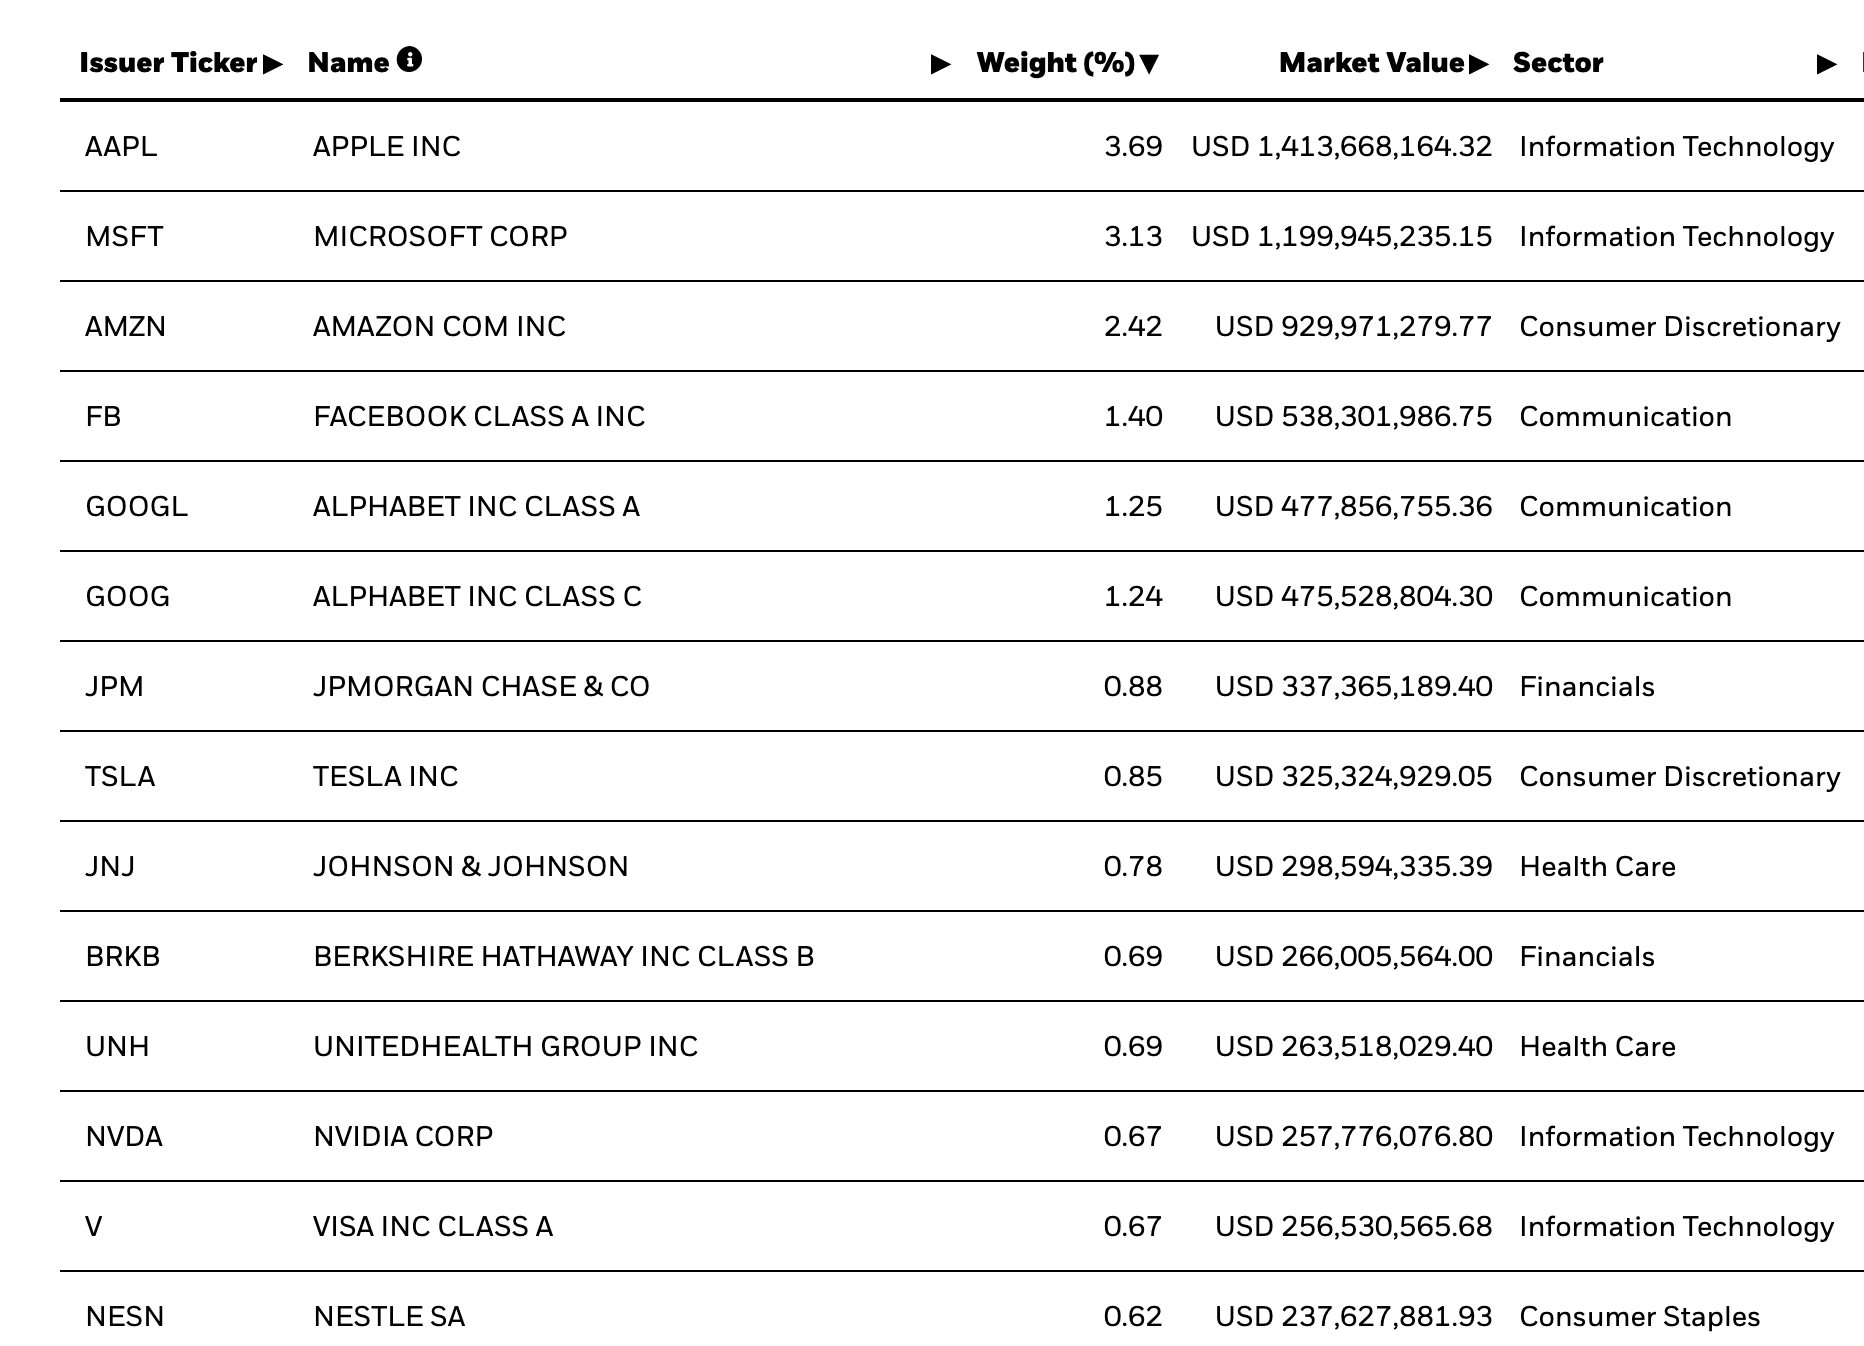 Issuer Ticker▶ Name ▶ Weight (%)▼ Market Value▶ Sector ▶
AAPL APPLE INC 3.69 USD 1,413,668,164.32 Information Technology
MSFT MICROSOFT CORP 3.13 USD 1,199,945,235.15 Information Technology
AMZN AMAZON COM INC 2.42 USD 929,971,279.77 Consumer Discretionary
FB FACEBOOK CLASS A INC 1.40 USD 538,301,986.75 Communication
GOOGL ALPHABET INC CLASS A 1.25 USD 477,856,755.36 Communication
GOOG ALPHABET INC CLASS C 1.24 USD 475,528,804.30 Communication
JPM JPMORGAN CHASE & CO 0.88 USD 337,365,189.40 Financials
TSLA TESLA INC 0.85 USD 325,324,929.05 Consumer Discretionary
JNJ JOHNSON & JOHNSON 0.78 USD 298,594,335.39 Health Care
BRKB BERKSHIRE HATHAWAY INC CLASS B 0.69 USD 266,005,564.00 Financials
UNH UNITEDHEALTH GROUP INC 0.69 USD 263,518,029.40 Health Care
NVDA NVIDIA CORP 0.67 USD 257,776,076.80 Information Technology
V VISA INC CLASS A 0.67 USD 256,530,565.68 Information Technology
NESN NESTLE SA 0.62 USD 237,627,881.93 Consumer Staples